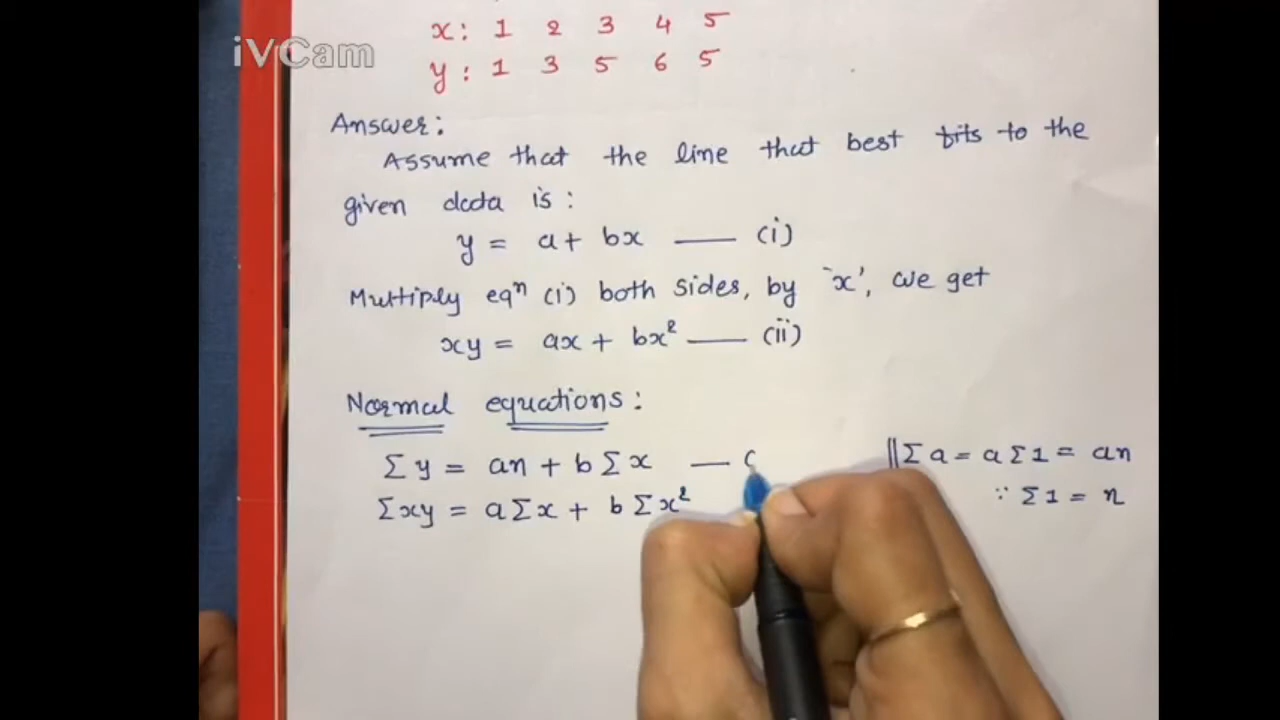 iVCam
x: 1 2 3 4 5
y: 1 3 5 6 5
Answer:
Assume that the line that best fits to the
given data is:
y = a + bx —— (i)
Multiply eqⁿ (i) both sides, by 'x', we get
xy = ax + bx² —— (ii)
Normal equations:
Σy = an + bΣx — (
Σxy = aΣx + bΣx²
||Σa = aΣ1 = an
∵ Σ1 = n